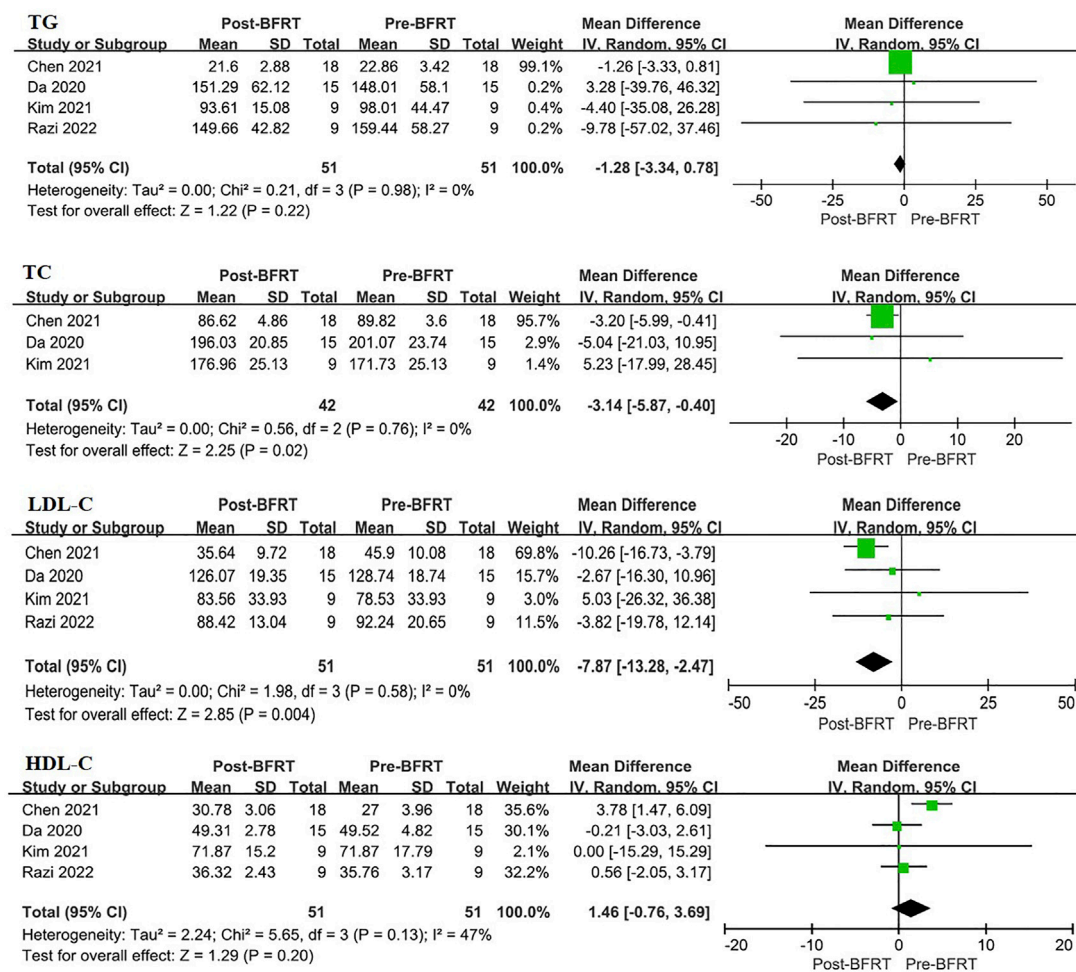 TG Post-BFRT Pre-BFRT Mean Difference Mean Difference
Study or Subgroup Mean SD Total Mean SD Total Weight IV, Random, 95% CI IV, Random, 95% CI
Chen 2021 21.6 2.88 18 22.86 3.42 18 99.1% -1.26 [-3.33, 0.81]
Da 2020 151.29 62.12 15 148.01 58.1 15 0.2% 3.28 [-39.76, 46.32]
Kim 2021 93.61 15.08 9 98.01 44.47 9 0.4% -4.40 [-35.08, 26.28]
Razi 2022 149.66 42.82 9 159.44 58.27 9 0.2% -9.78 [-57.02, 37.46]
Total (95% CI) 51 51 100.0% -1.28 [-3.34, 0.78]
Heterogeneity: Tau² = 0.00; Chi² = 0.21, df = 3 (P = 0.98); I² = 0%
Test for overall effect: Z = 1.22 (P = 0.22)
-50 -25 0 25 50
Post-BFRT Pre-BFRT
TC Post-BFRT Pre-BFRT Mean Difference Mean Difference
Study or Subgroup Mean SD Total Mean SD Total Weight IV, Random, 95% CI IV, Random, 95% CI
Chen 2021 86.62 4.86 18 89.82 3.6 18 95.7% -3.20 [-5.99, -0.41]
Da 2020 196.03 20.85 15 201.07 23.74 15 2.9% -5.04 [-21.03, 10.95]
Kim 2021 176.96 25.13 9 171.73 25.13 9 1.4% 5.23 [-17.99, 28.45]
Total (95% CI) 42 42 100.0% -3.14 [-5.87, -0.40]
Heterogeneity: Tau² = 0.00; Chi² = 0.56, df = 2 (P = 0.76); I² = 0%
Test for overall effect: Z = 2.25 (P = 0.02)
-20 -10 0 10 20
Post-BFRT Pre-BFRT
LDL-C Post-BFRT Pre-BFRT Mean Difference Mean Difference
Study or Subgroup Mean SD Total Mean SD Total Weight IV, Random, 95% CI IV, Random, 95% CI
Chen 2021 35.64 9.72 18 45.9 10.08 18 69.8% -10.26 [-16.73, -3.79]
Da 2020 126.07 19.35 15 128.74 18.74 15 15.7% -2.67 [-16.30, 10.96]
Kim 2021 83.56 33.93 9 78.53 33.93 9 3.0% 5.03 [-26.32, 36.38]
Razi 2022 88.42 13.04 9 92.24 20.65 9 11.5% -3.82 [-19.78, 12.14]
Total (95% CI) 51 51 100.0% -7.87 [-13.28, -2.47]
Heterogeneity: Tau² = 0.00; Chi² = 1.98, df = 3 (P = 0.58); I² = 0%
Test for overall effect: Z = 2.85 (P = 0.004)
-50 -25 0 25 50
Post-BFRT Pre-BFRT
HDL-C Post-BFRT Pre-BFRT Mean Difference Mean Difference
Study or Subgroup Mean SD Total Mean SD Total Weight IV, Random, 95% CI IV, Random, 95% CI
Chen 2021 30.78 3.06 18 27 3.96 18 35.6% 3.78 [1.47, 6.09]
Da 2020 49.31 2.78 15 49.52 4.82 15 30.1% -0.21 [-3.03, 2.61]
Kim 2021 71.87 15.2 9 71.87 17.79 9 2.1% 0.00 [-15.29, 15.29]
Razi 2022 36.32 2.43 9 35.76 3.17 9 32.2% 0.56 [-2.05, 3.17]
Total (95% CI) 51 51 100.0% 1.46 [-0.76, 3.69]
Heterogeneity: Tau² = 2.24; Chi² = 5.65, df = 3 (P = 0.13); I² = 47%
Test for overall effect: Z = 1.29 (P = 0.20)
-20 -10 0 10 20
Post-BFRT Pre-BFRT